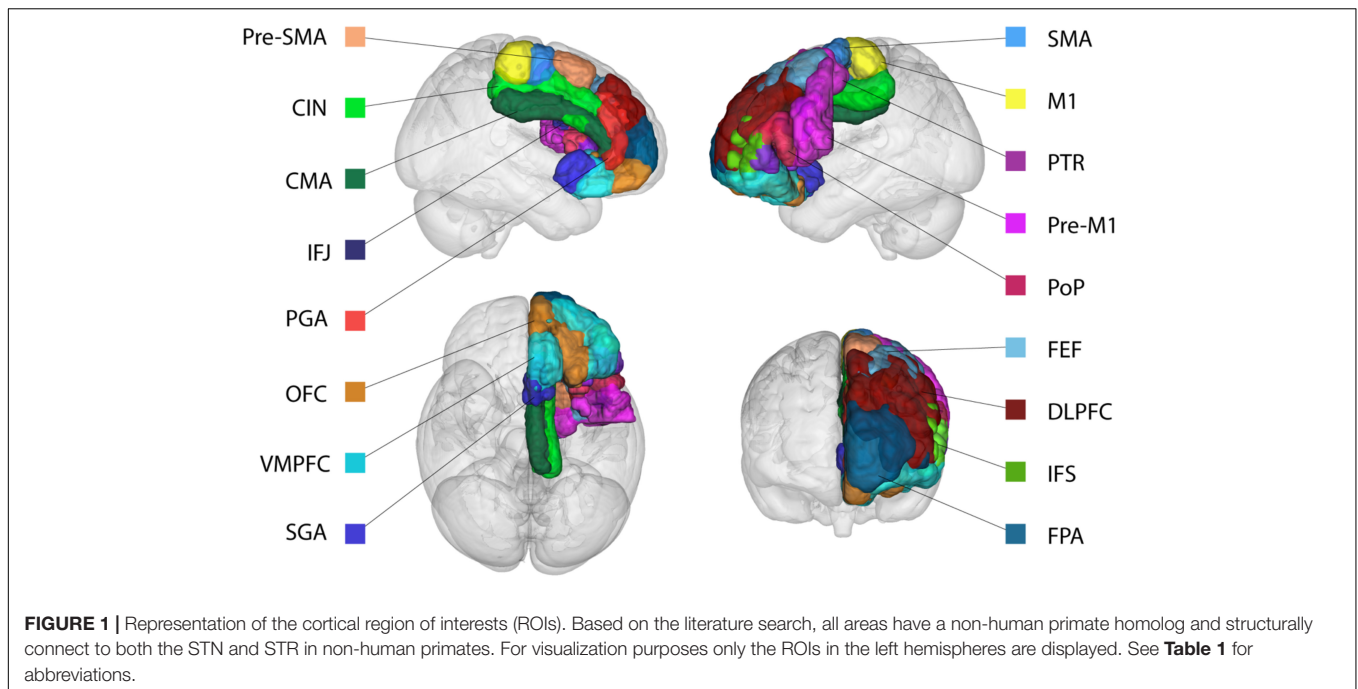 Pre-SMA
CIN
CMA
IFJ
PGA
OFC
VMPFC
SGA
SMA
M1
PTR
Pre-M1
PoP
FEF
DLPFC
IFS
FPA
FIGURE 1 | Representation of the cortical region of interests (ROIs). Based on the literature search, all areas have a non-human primate homolog and structurally
connect to both the STN and STR in non-human primates. For visualization purposes only the ROIs in the left hemispheres are displayed. See Table 1 for
abbreviations.